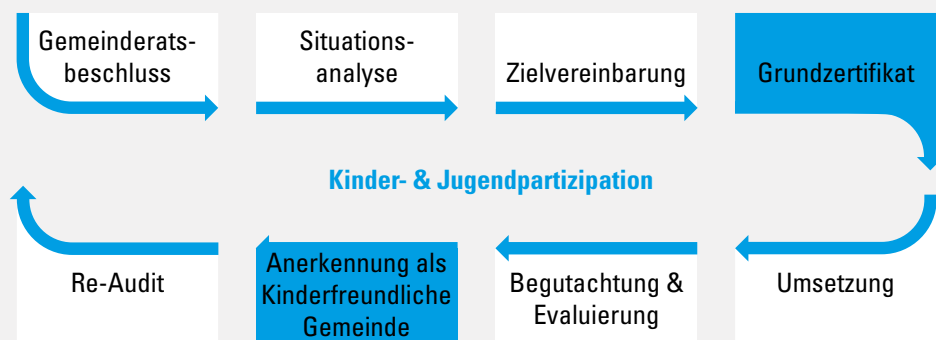 Gemeinderats-
beschluss
Situations-
analyse
Zielvereinbarung
Grundzertifikat
Kinder- & Jugendpartizipation
Re-Audit
Anerkennung als
Kinderfreundliche
Gemeinde
Begutachtung &
Evaluierung
Umsetzung